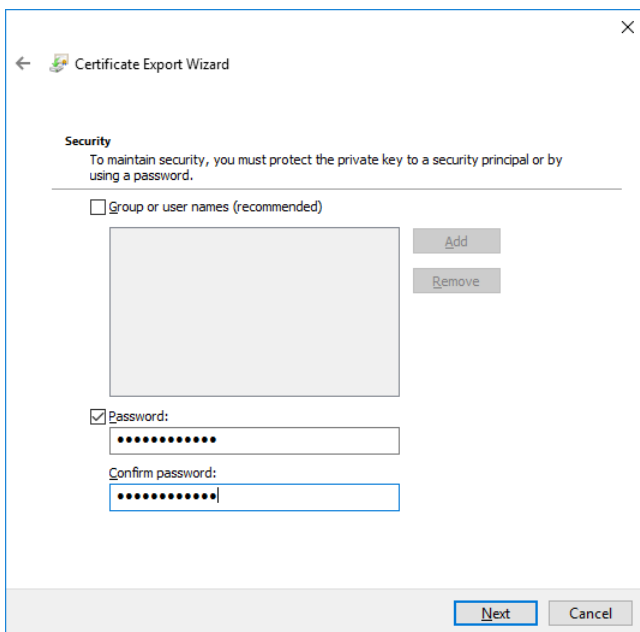 Certificate Export Wizard
Security
To maintain security, you must protect the private key to a security principal or by
using a password.
Group or user names (recommended)
Add
Remove
Password:
••••••••••••
Confirm password:
••••••••••••
Next
Cancel